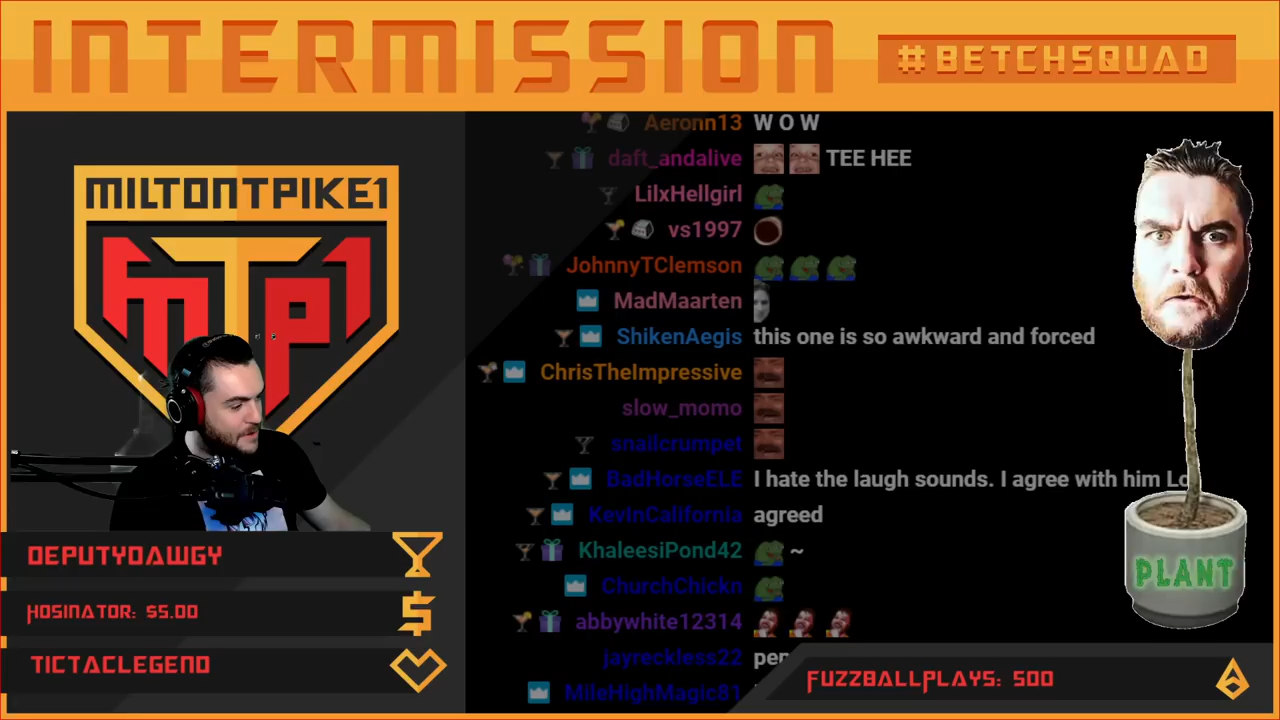 INTERMISSION
#BETCHSQUAD
MILTONTPIKE1
MTP1
Aeronn13 W O W
daft_andalive TEE HEE
LilxHellgirl
vs1997
JohnnyTClemson
MadMaarten
ShikenAegis this one is so awkward and forced
ChrisTheImpressive
slow_momo
snailcrumpet
BadHorseELE I hate the laugh sounds. I agree with him
KevInCalifornia agreed
KhaleesiPond42 ~
ChurchChickn
abbywhite12314
jayreckless22
MileHighMagic81
PLANT
DEPUTYDAWGY
HOSINATOR: $5.00
TICTACLEGEND
FUZZBALLPLAYS: 500